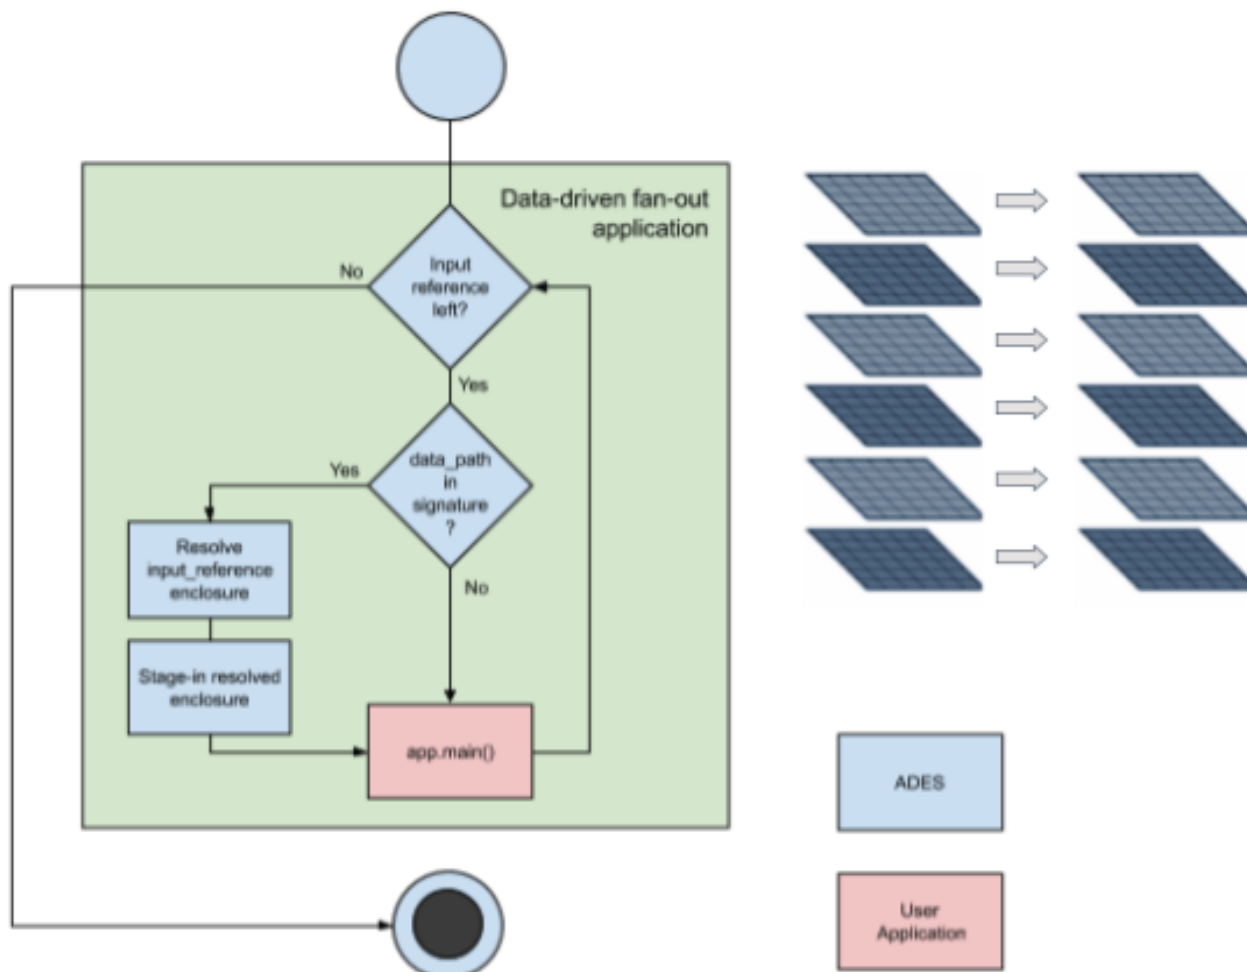 Data-driven fan-out
application
No
Input
reference
left?
Yes
Yes
data_path
in
signature
?
Resolve
input_reference
enclosure
No
Stage-in resolved
enclosure
app.main()
ADES
User
Application